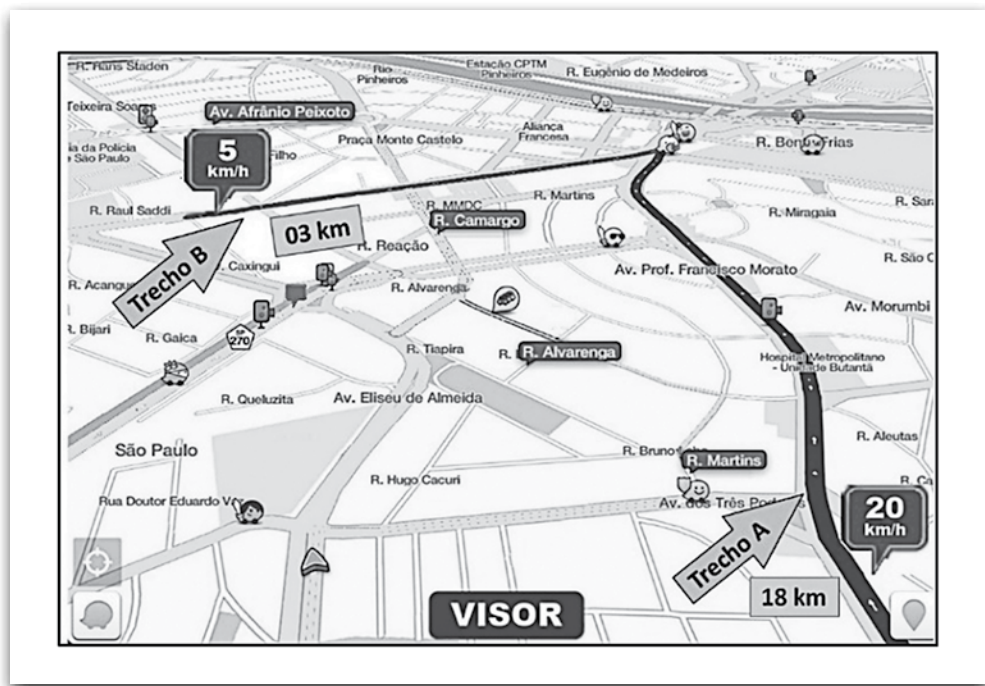 R. Hans Staden
Rio
Pinheiros
Estação CPTM
Pinheiros
R. Eugênio de Medeiros
Teixeira
Av. Afrânio Peixoto
Praça Monte Castelo
Aliança
Francesa
R. Frias
ia da Polícia
São Paulo
5
km/h
Filho
R. Raul Saddi
R. MMDC
R. Martins
R. Camargo
R. Miragaia
03 km
R. Reação
Trecho B
Caxingui
R. São
R. Alvarenga
Av. Prof. Francisco Morato
Av. Morumbi
R. Bijari
R. Gaica
SP
270
R. Tiapira
R. Alvarenga
Hospital Metropolitano
- Unidade Butantã
R. Queluzita
Av. Eliseu de Almeida
São Paulo
R. Aleutas
R. Martins
R. Hugo Cacuri
Rua Doutor Eduardo
Av. dos Três
20
km/h
Trecho A
18 km
VISOR